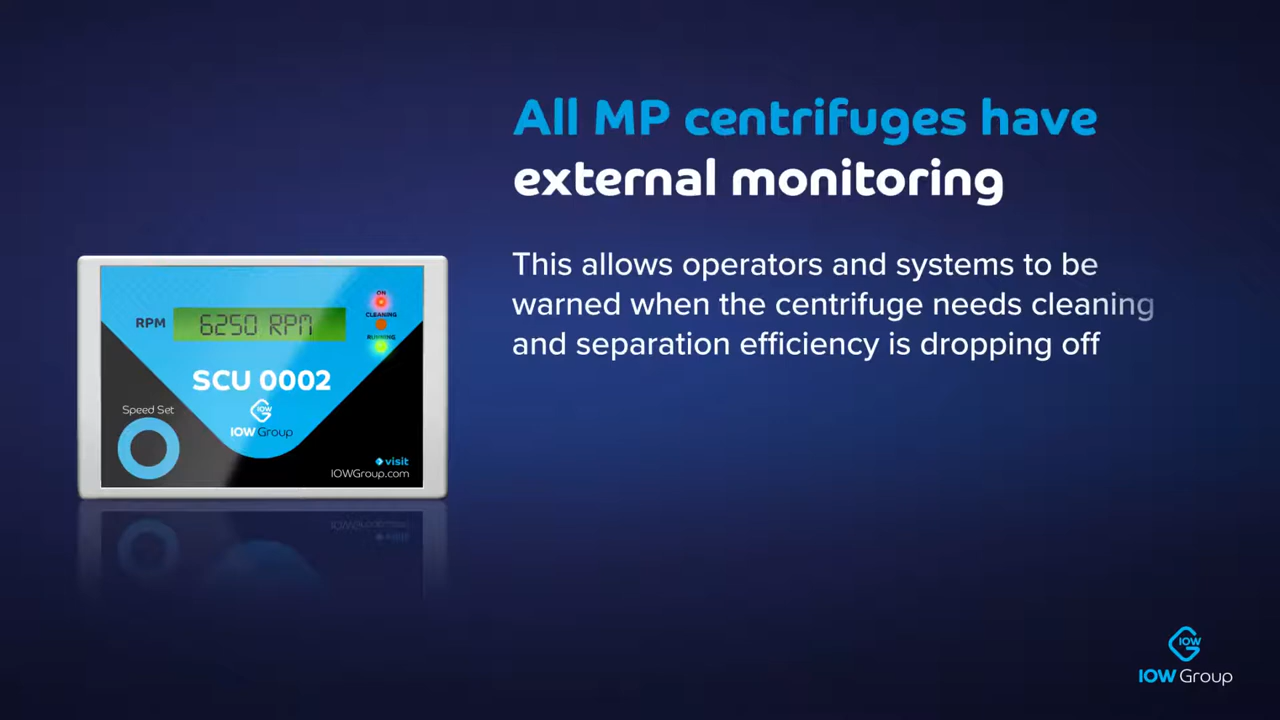 All MP centrifuges have
external monitoring
This allows operators and systems to be
warned when the centrifuge needs cleaning
and separation efficiency is dropping off
RPM
6250 RPM
ON
CLEANING
RUNNING
SCU 0002
IOW
IOW Group
Speed Set
visit
IOWGroup.com
IOW
IOW Group